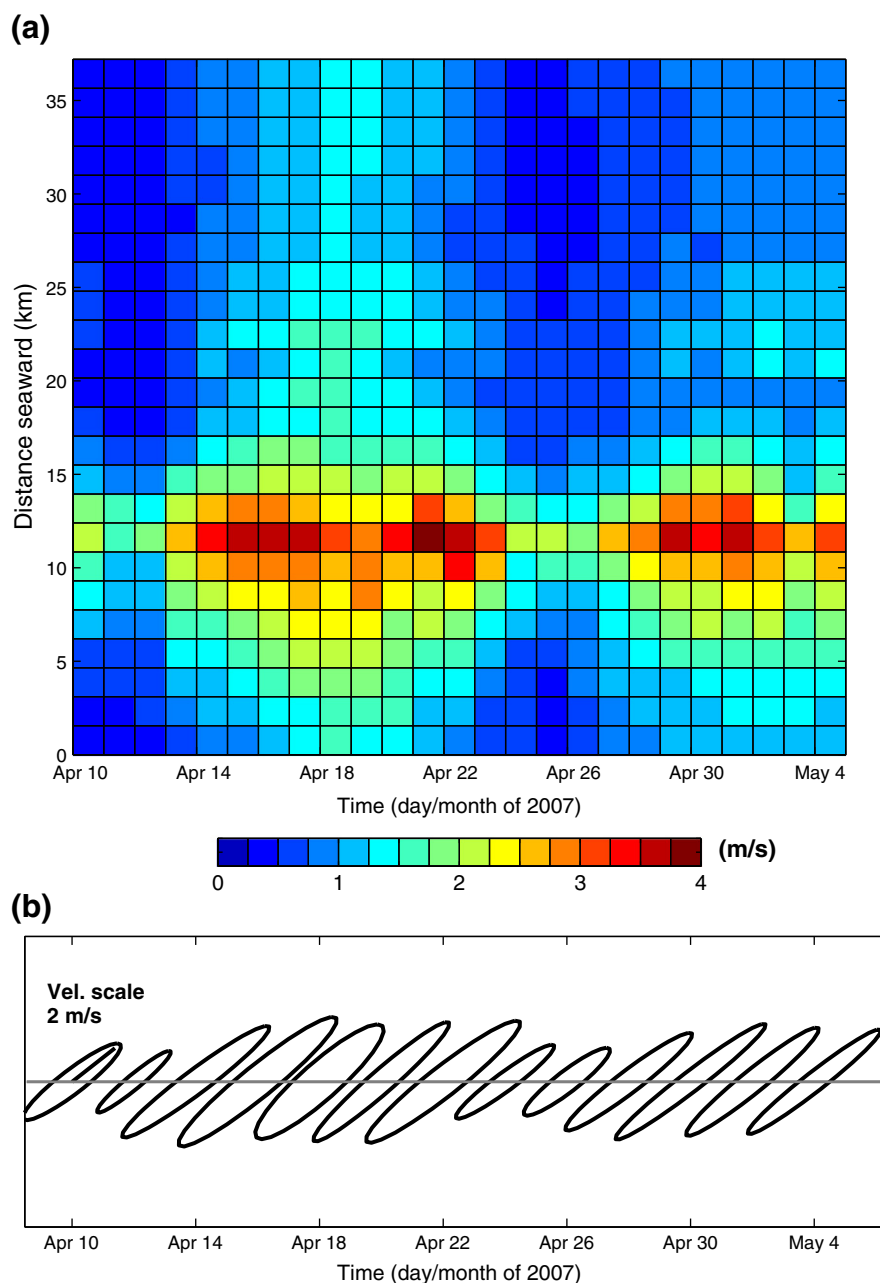 (a)
35
30
25
20
15
10
5
0
Distance seaward (km)
Apr 10 Apr 14 Apr 18 Apr 22 Apr 26 Apr 30 May 4
Time (day/month of 2007)
0 1 2 3 4 (m/s)
(b)
Vel. scale
2 m/s
Apr 10 Apr 14 Apr 18 Apr 22 Apr 26 Apr 30 May 4
Time (day/month of 2007)